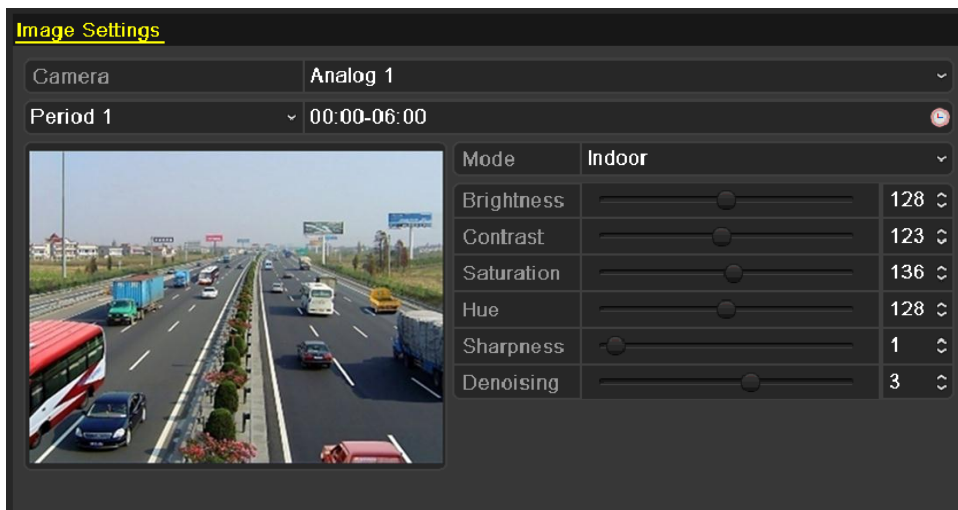 Image Settings
Camera Analog 1
Period 1 00:00-06:00
Mode Indoor
Brightness 128
Contrast 123
Saturation 136
Hue 128
Sharpness 1
Denoising 3